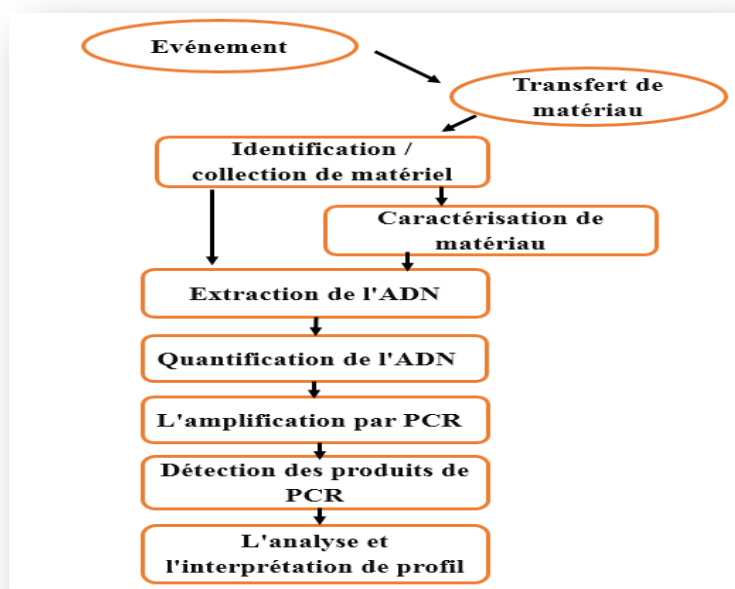 Evénement
Transfert de
matériau
Identification /
collection de matériel
Caractérisation de
matériau
Extraction de l'ADN
Quantification de l'ADN
L'amplification par PCR
Détection des produits de
PCR
L'analyse et
l'interprétation de profil